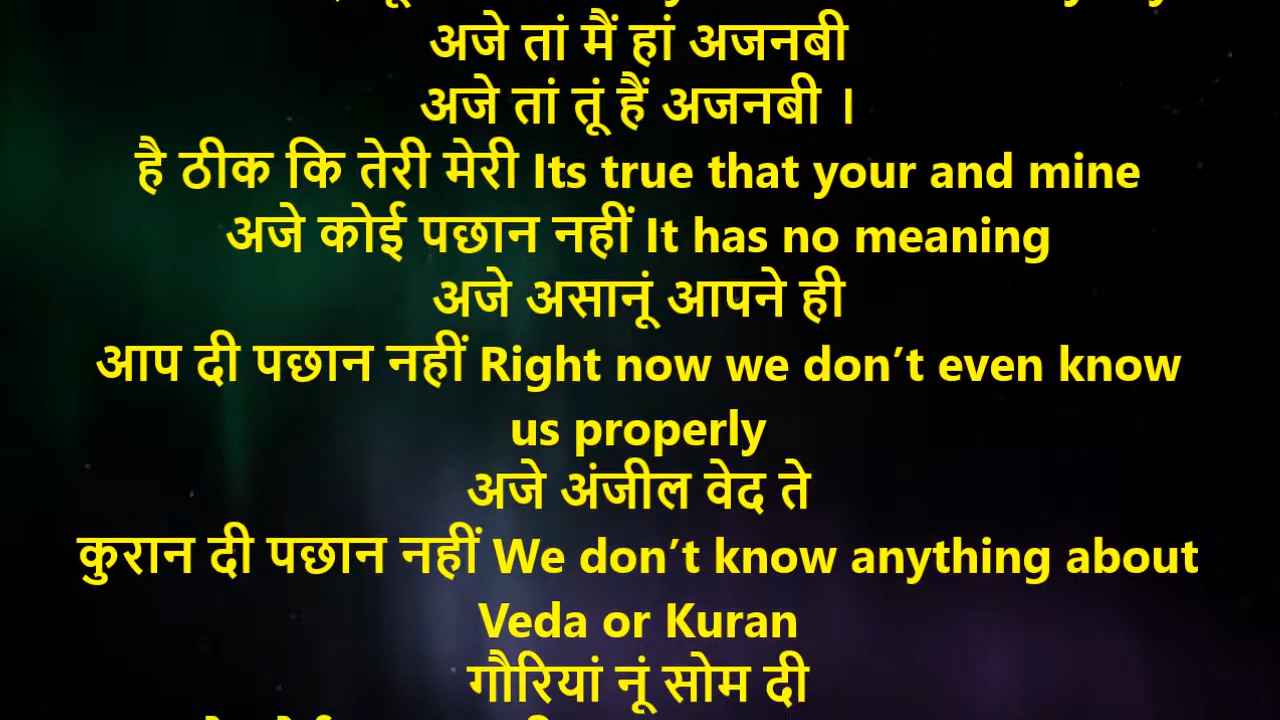 अजे तां मैं हां अजनबी
अजे तां तूं हैं अजनबी ।
है ठीक कि तेरी मेरी Its true that your and mine
अजे कोई पछान नहीं It has no meaning
अजे असानूं आपने ही
आप दी पछान नहीं Right now we don’t even know
us properly
अजे अंजील वेद ते
कुरान दी पछान नहीं We don’t know anything about
Veda or Kuran
गौरियां नूं सोम दी